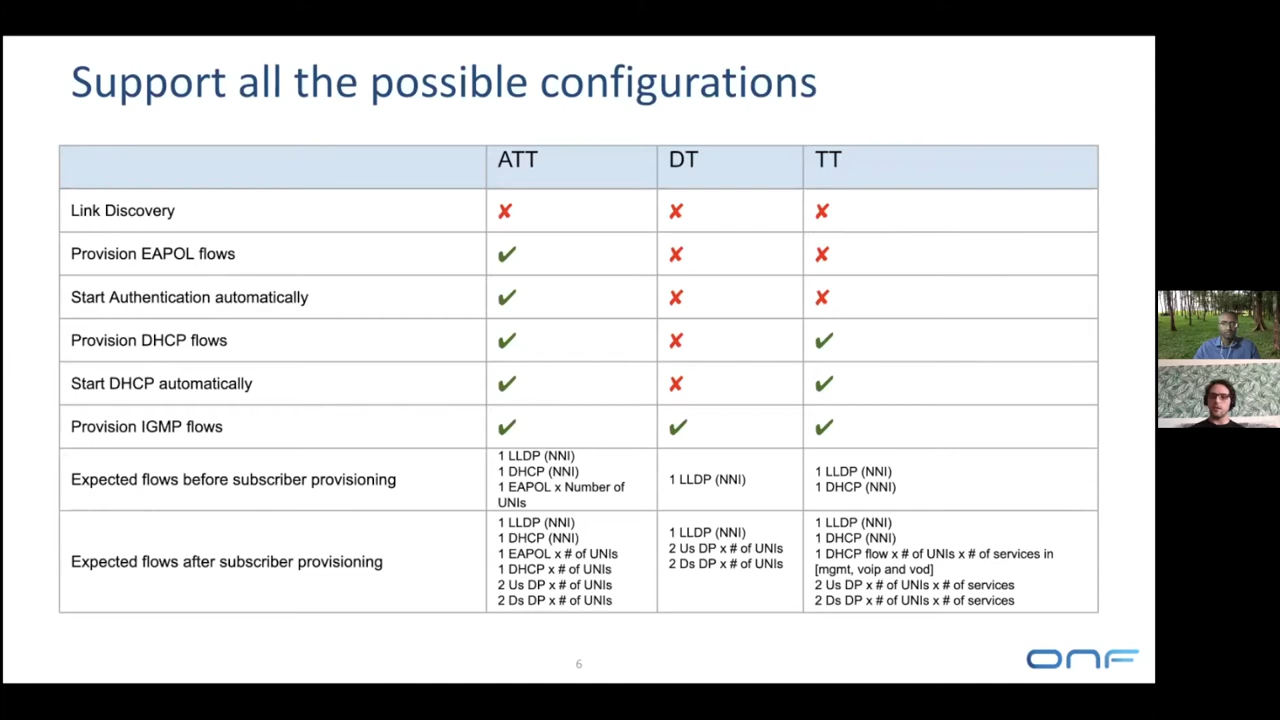 Support all the possible configurations
ATT DT TT
Link Discovery ✘ ✘ ✘
Provision EAPOL flows ✔ ✘ ✘
Start Authentication automatically ✔ ✘ ✘
Provision DHCP flows ✔ ✘ ✔
Start DHCP automatically ✔ ✘ ✔
Provision IGMP flows ✔ ✔ ✔
Expected flows before subscriber provisioning
1 LLDP (NNI)
1 DHCP (NNI)
1 EAPOL x Number of
UNIs
1 LLDP (NNI)
1 LLDP (NNI)
1 DHCP (NNI)
Expected flows after subscriber provisioning
1 LLDP (NNI)
1 DHCP (NNI)
1 EAPOL x # of UNIs
1 DHCP x # of UNIs
2 Us DP x # of UNIs
2 Ds DP x # of UNIs
1 LLDP (NNI)
2 Us DP x # of UNIs
2 Ds DP x # of UNIs
1 LLDP (NNI)
1 DHCP (NNI)
1 DHCP flow x # of UNIs x # of services in
[mgmt, voip and vod]
2 Us DP x # of UNIs x # of services
2 Ds DP x # of UNIs x # of services
6
ONF